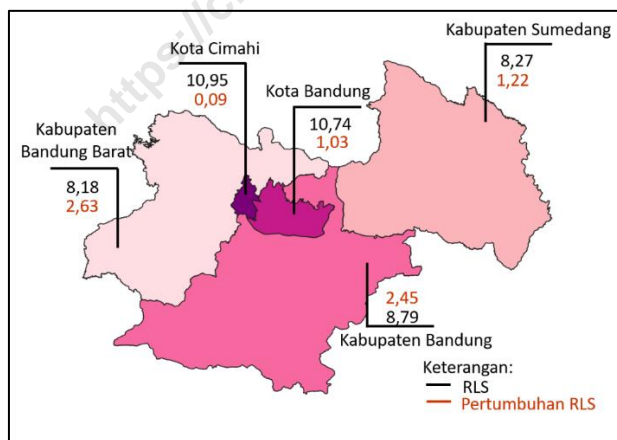 Kabupaten Sumedang
8,27
1,22
Kota Cimahi
10,95
0,09
Kota Bandung
10,74
1,03
Kabupaten
Bandung Barat
8,18
2,63
2,45
8,79
Kabupaten Bandung
Keterangan:
RLS
Pertumbuhan RLS